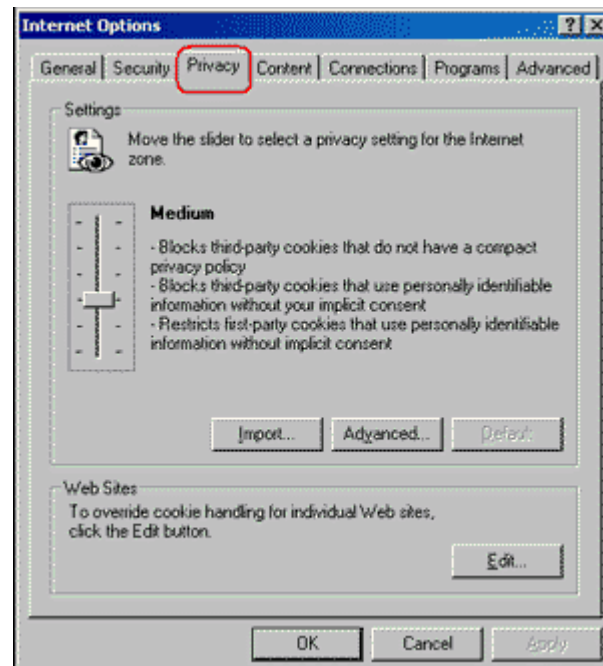 Internet Options
General Security Privacy Content Connections Programs Advanced
Settings
Move the slider to select a privacy setting for the Internet
zone.
Medium
- Blocks third-party cookies that do not have a compact
privacy policy
- Blocks third-party cookies that use personally identifiable
information without your implicit consent
- Restricts first-party cookies that use personally identifiable
information without implicit consent
Import... Advanced... Default
Web Sites
To override cookie handling for individual Web sites,
click the Edit button.
Edit...
OK Cancel Apply